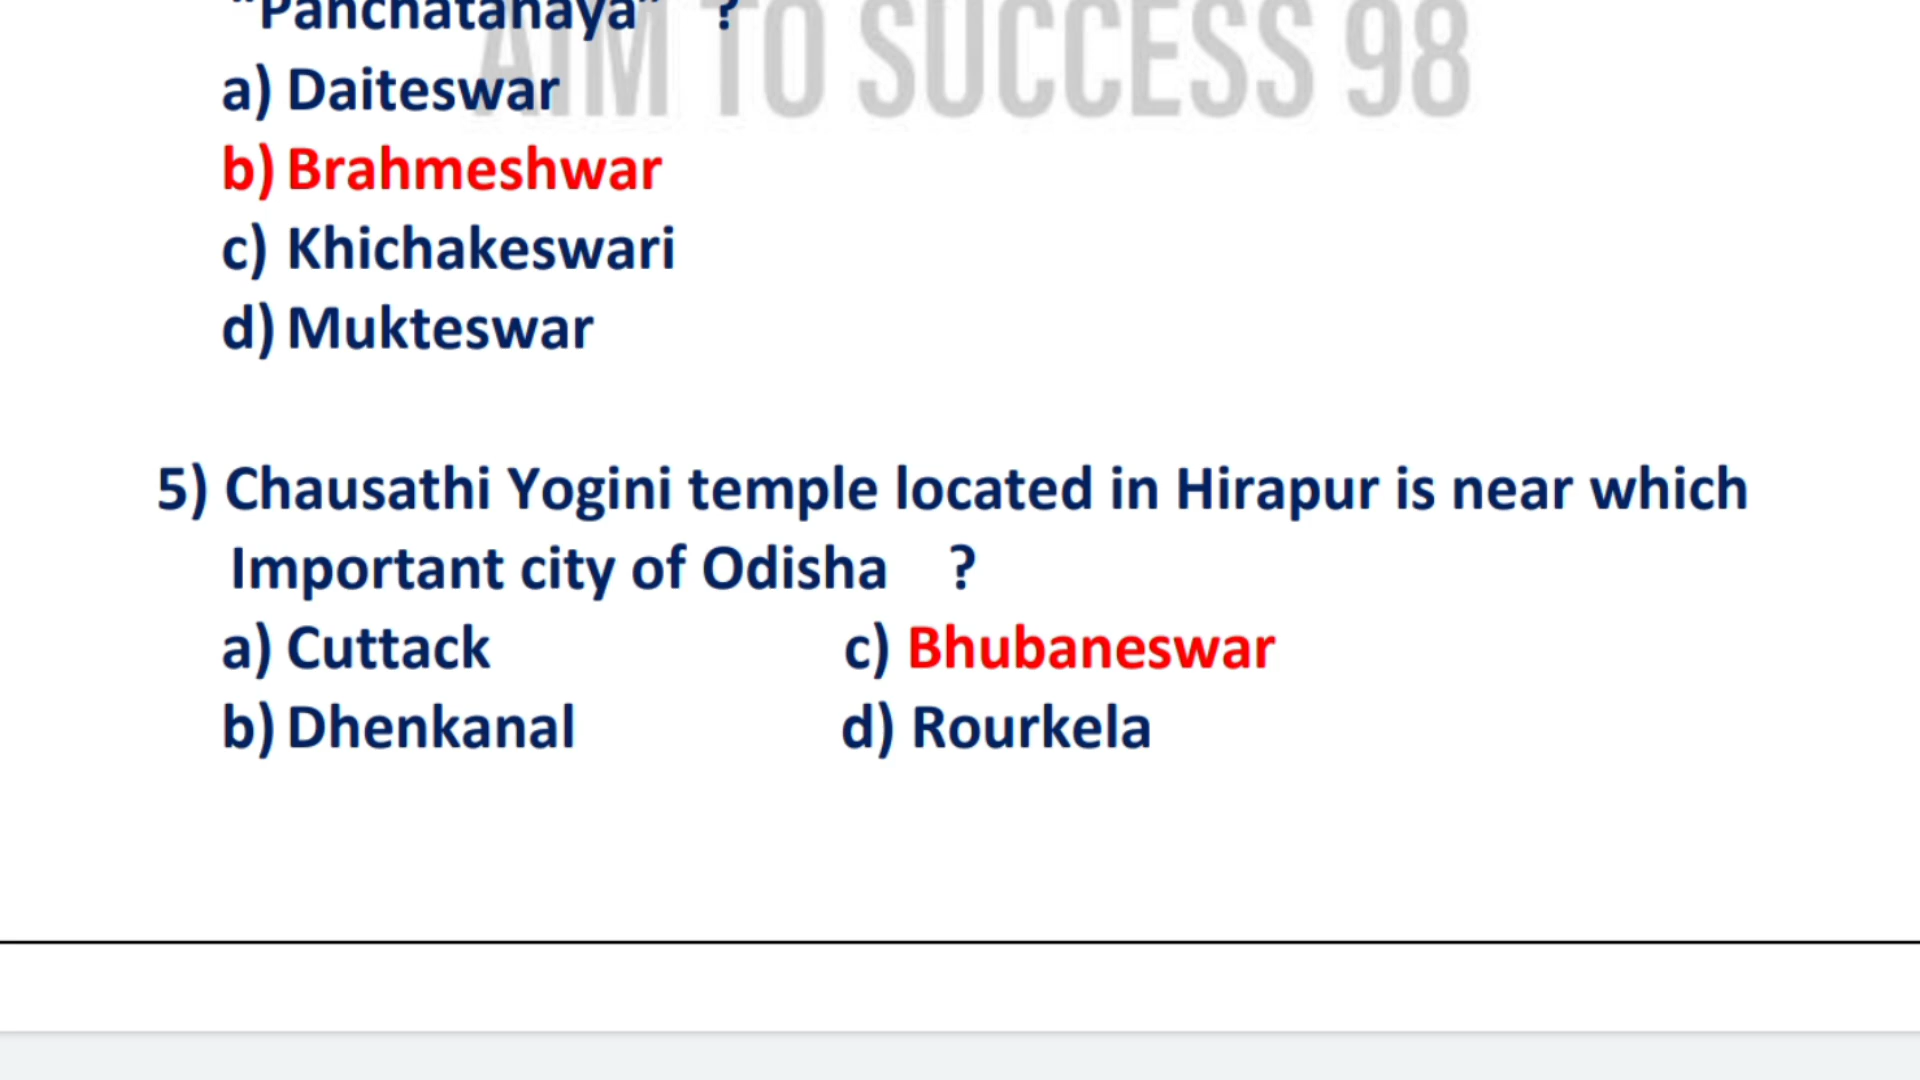 "Panchatanaya" ?
AIM TO SUCCESS 98
a) Daiteswar
b) Brahmeshwar
c) Khichakeswari
d) Mukteswar
5) Chausathi Yogini temple located in Hirapur is near which
Important city of Odisha ?
a) Cuttack c) Bhubaneswar
b) Dhenkanal d) Rourkela